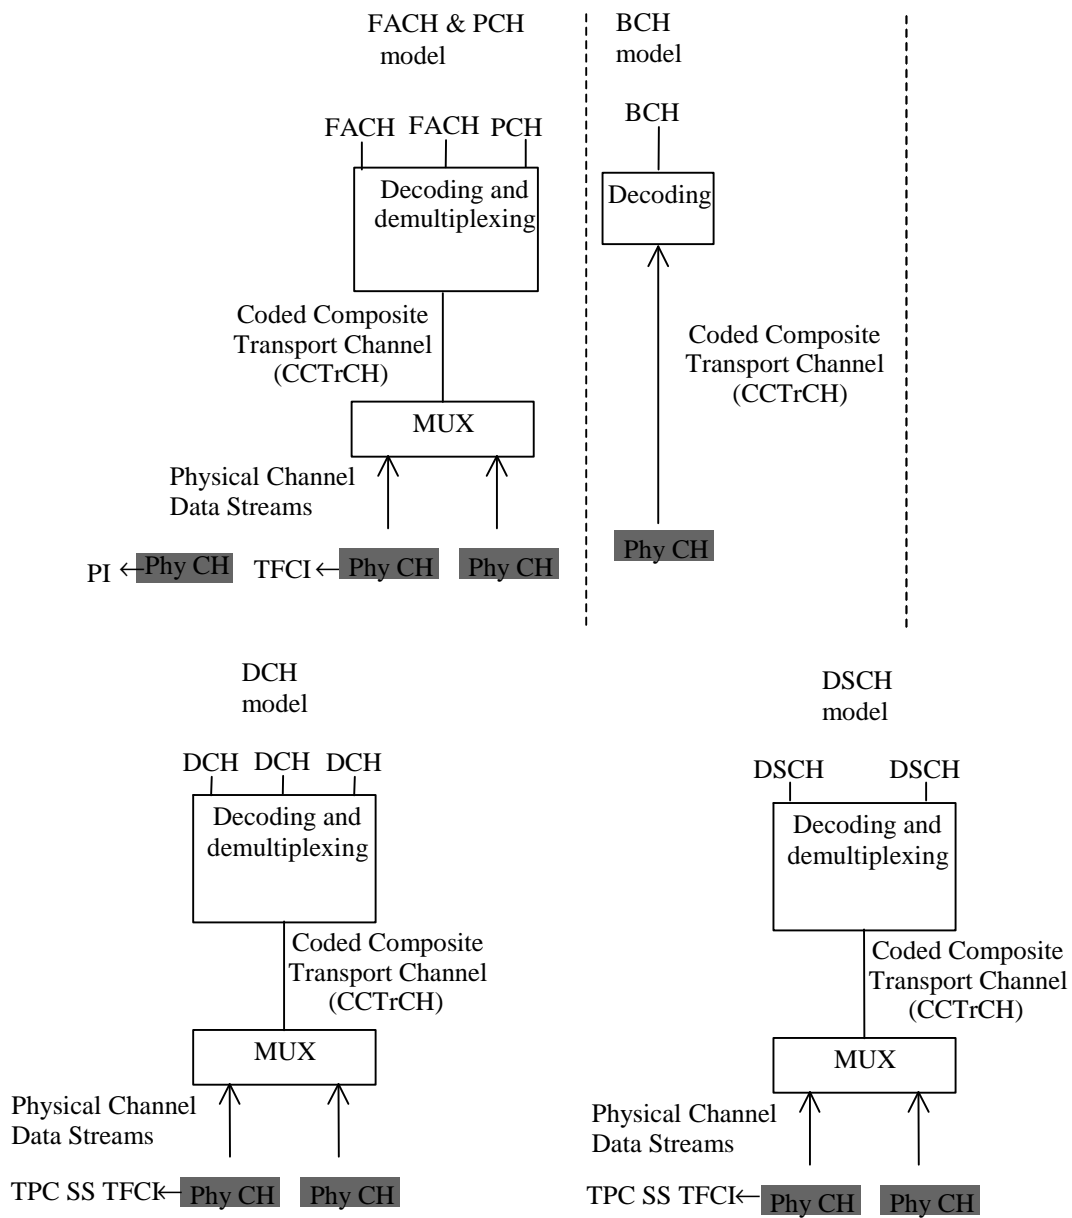 FACH & PCH
model
BCH
model
FACH FACH PCH
BCH
Decoding and
demultiplexing
Decoding
Coded Composite
Transport Channel
(CCTrCH)
Coded Composite
Transport Channel
(CCTrCH)
MUX
Physical Channel
Data Streams
PI Phy CH TFCI Phy CH Phy CH
Phy CH
DCH
model
DSCH
model
DCH DCH DCH
DSCH DSCH
Decoding and
demultiplexing
Decoding and
demultiplexing
Coded Composite
Transport Channel
(CCTrCH)
Coded Composite
Transport Channel
(CCTrCH)
MUX
MUX
Physical Channel
Data Streams
Physical Channel
Data Streams
TPC SS TFCI Phy CH Phy CH
TPC SS TFCI Phy CH Phy CH